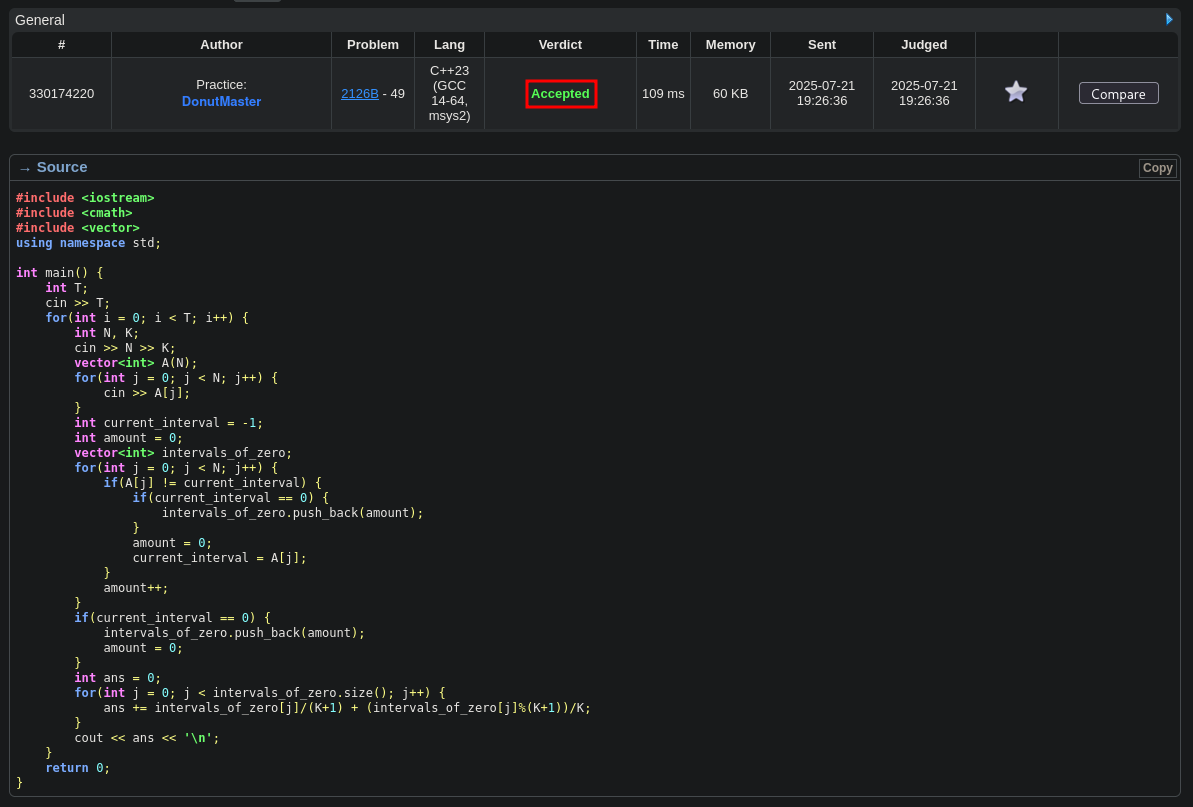 General
# Author Problem Lang Verdict Time Memory Sent Judged
330174220 Practice: DonutMaster 2126B - 49 C++23 (GCC 14-64, msys2) Accepted 109 ms 60 KB 2025-07-21 19:26:36 2025-07-21 19:26:36 Compare
→ Source Copy
#include <iostream>
#include <cmath>
#include <vector>
using namespace std;

int main() {
    int T;
    cin >> T;
    for(int i = 0; i < T; i++) {
        int N, K;
        cin >> N >> K;
        vector<int> A(N);
        for(int j = 0; j < N; j++) {
            cin >> A[j];
        }
        int current_interval = -1;
        int amount = 0;
        vector<int> intervals_of_zero;
        for(int j = 0; j < N; j++) {
            if(A[j] != current_interval) {
                if(current_interval == 0) {
                    intervals_of_zero.push_back(amount);
                }
                amount = 0;
                current_interval = A[j];
            }
            amount++;
        }
        if(current_interval == 0) {
            intervals_of_zero.push_back(amount);
            amount = 0;
        }
        int ans = 0;
        for(int j = 0; j < intervals_of_zero.size(); j++) {
            ans += intervals_of_zero[j]/(K+1) + (intervals_of_zero[j]%(K+1))/K;
        }
        cout << ans << '\n';
    }
    return 0;
}